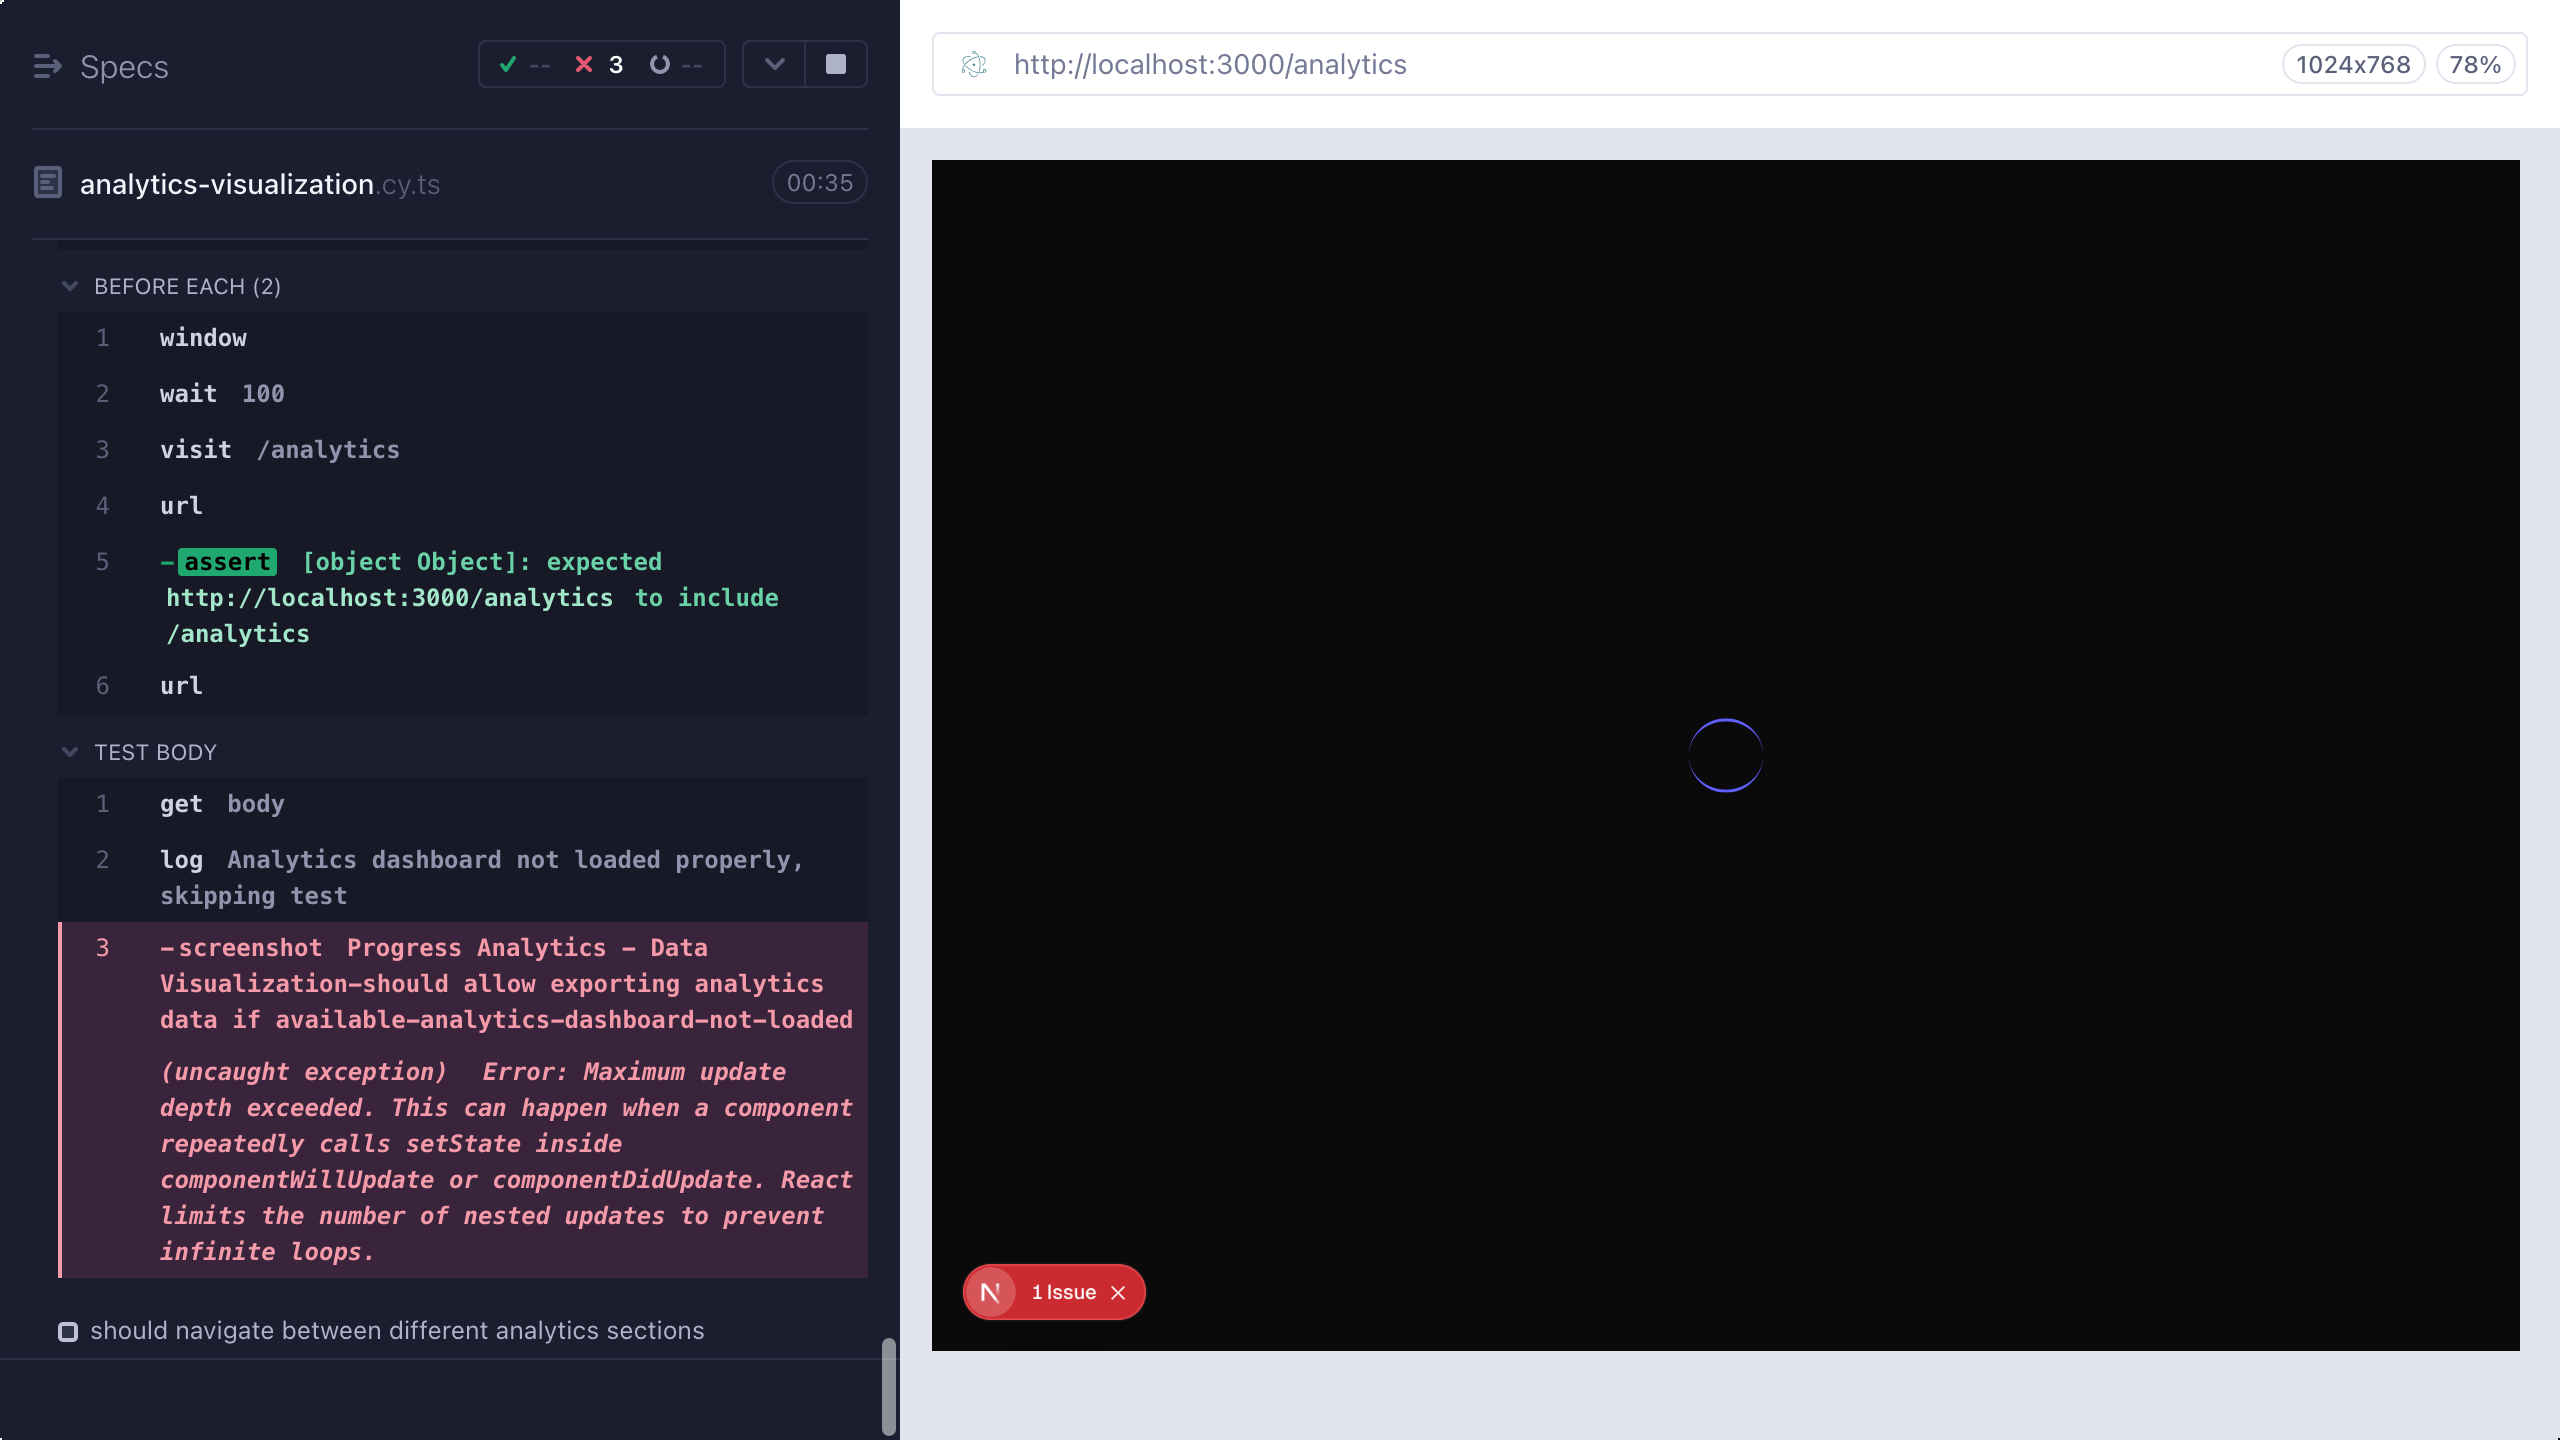 Specs
-- 3 --
analytics-visualization.cy.ts
00:35
BEFORE EACH (2)
1 window
2 wait 100
3 visit /analytics
4 url
5 -assert [object Object]: expected
http://localhost:3000/analytics to include
/analytics
6 url
TEST BODY
1 get body
2 log Analytics dashboard not loaded properly,
skipping test
3 -screenshot Progress Analytics - Data
Visualization-should allow exporting analytics
data if available-analytics-dashboard-not-loaded
(uncaught exception) Error: Maximum update
depth exceeded. This can happen when a component
repeatedly calls setState inside
componentWillUpdate or componentDidUpdate. React
limits the number of nested updates to prevent
infinite loops.
should navigate between different analytics sections
http://localhost:3000/analytics
1024x768
78%
N 1 Issue